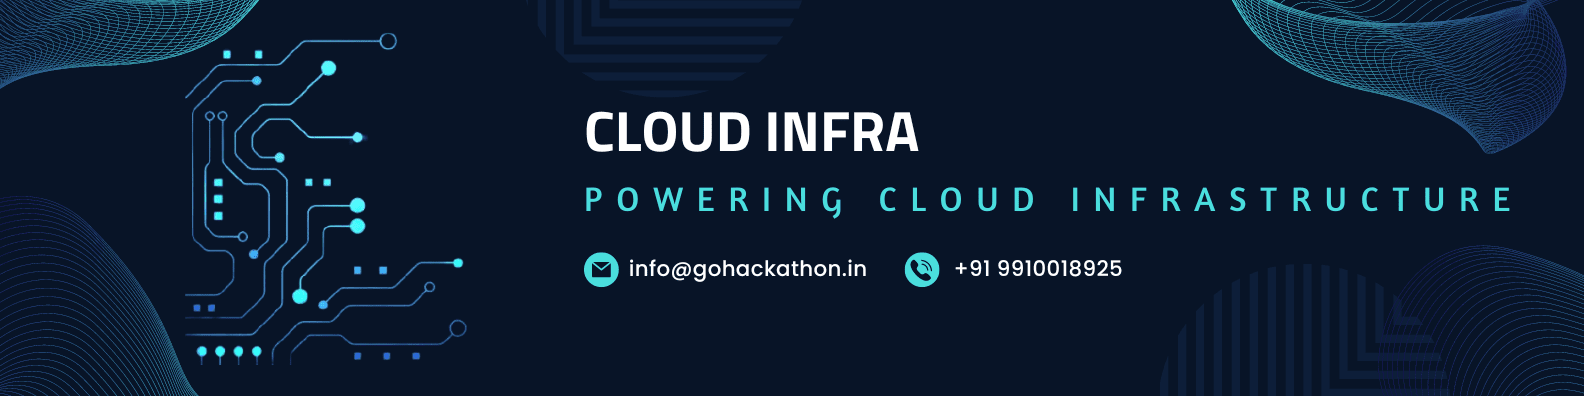 CLOUD INFRA
POWERING CLOUD INFRASTRUCTURE
info@gohackathon.in +91 9910018925